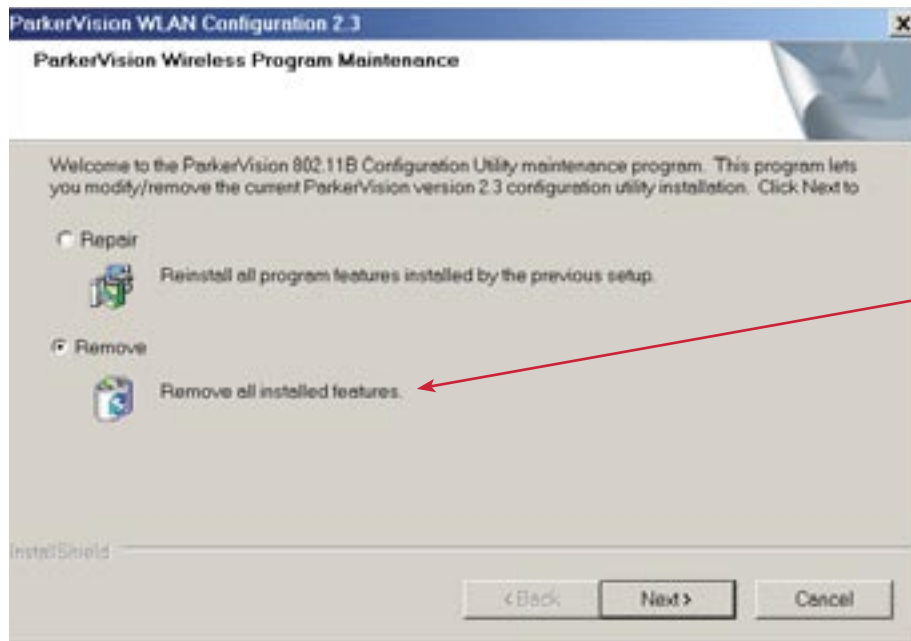 ParkerVision WLAN Configuration 2.3
ParkerVision Wireless Program Maintenance
Welcome to the ParkerVision 802.11B Configuration Utility maintenance program. This program lets
you modify/remove the current ParkerVision version 2.3 configuration utility installation. Click Next to
Repair
Reinstall all program features installed by the previous setup.
Remove
Remove all installed features.
InstallShield
< Back
Next >
Cancel